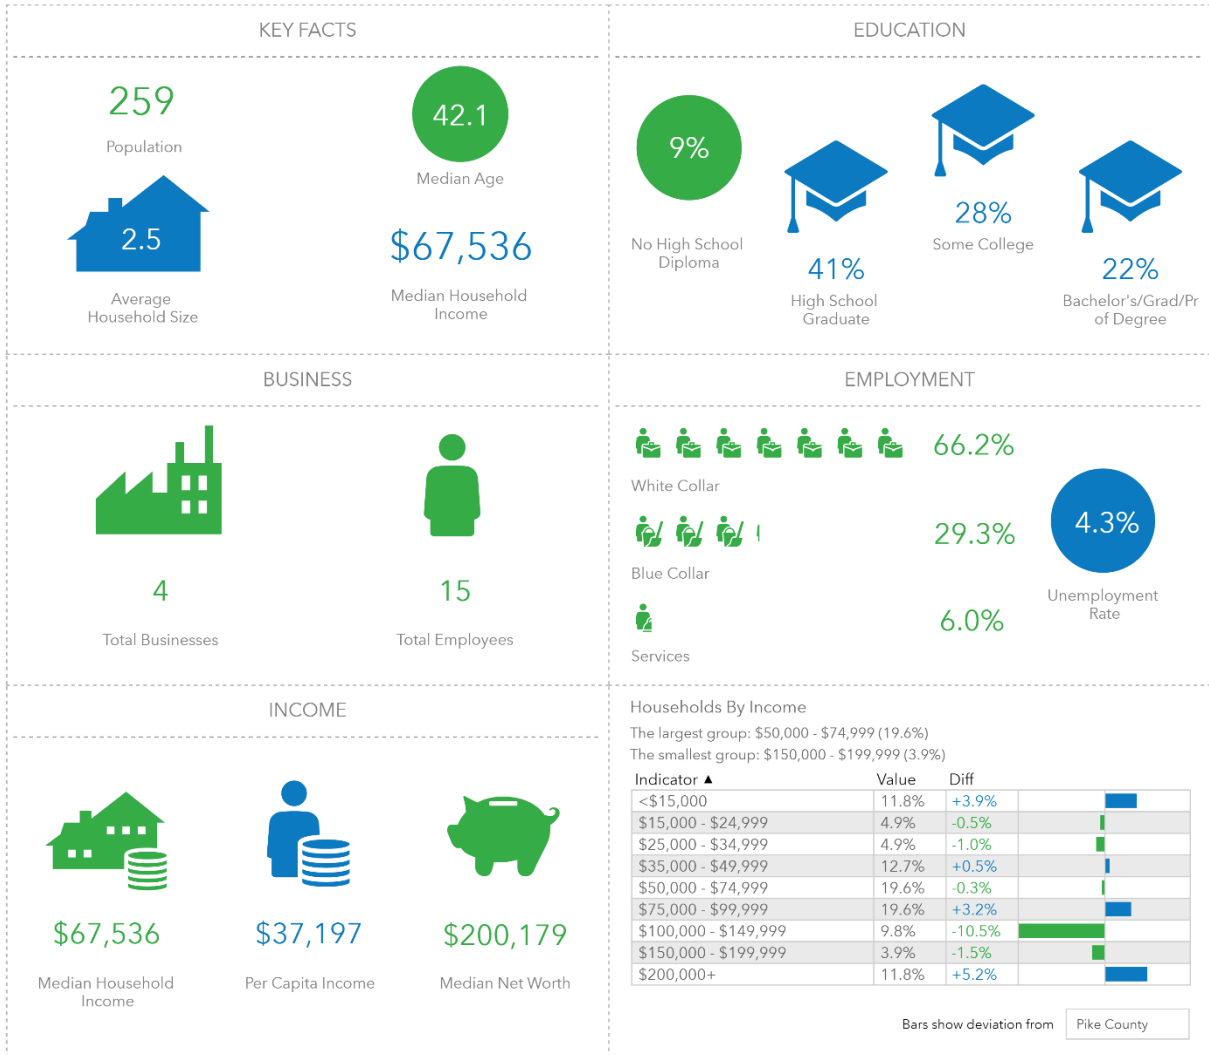 KEY FACTS
259
Population
42.1
Median Age
2.5
Average
Household Size
$67,536
Median Household
Income
EDUCATION
9%
No High School
Diploma
41%
High School
Graduate
28%
Some College
22%
Bachelor's/Grad/Pr
of Degree
BUSINESS
4
Total Businesses
15
Total Employees
EMPLOYMENT
66.2%
White Collar
29.3%
Blue Collar
6.0%
Services
4.3%
Unemployment
Rate
INCOME
$67,536
Median Household
Income
$37,197
Per Capita Income
$200,179
Median Net Worth
Households By Income
The largest group: $50,000 - $74,999 (19.6%)
The smallest group: $150,000 - $199,999 (3.9%)
Indicator ▲ Value Diff
<$15,000 11.8% +3.9%
$15,000 - $24,999 4.9% -0.5%
$25,000 - $34,999 4.9% -1.0%
$35,000 - $49,999 12.7% +0.5%
$50,000 - $74,999 19.6% -0.3%
$75,000 - $99,999 19.6% +3.2%
$100,000 - $149,999 9.8% -10.5%
$150,000 - $199,999 3.9% -1.5%
$200,000+ 11.8% +5.2%
Bars show deviation from Pike County